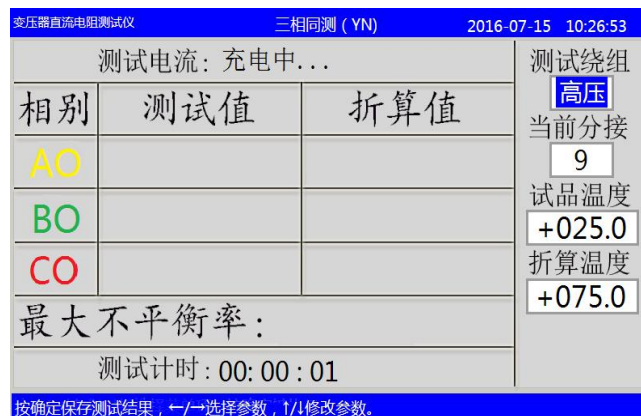 变压器直流电阻测试仪 三相同测（YN) 2016-07-15 10:26:53
测试电流：充电中...
相别 测试值 折算值
AO
BO
CO
最大不平衡率：
测试计时：00:00:01
测试绕组
高压
当前分接
9
试品温度
+025.0
折算温度
+075.0
按确定保存测试结果，←/→选择参数，↑/↓修改参数。